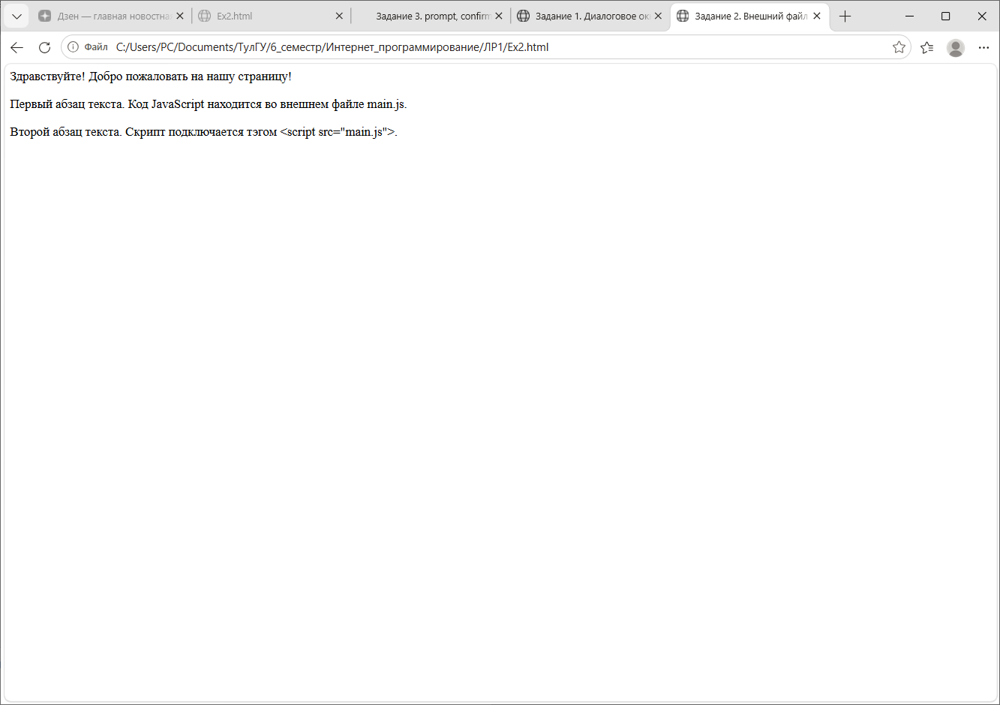 Дзен — главная новостна
Ex2.html
Задание 3. prompt, confirm
Задание 1. Диалоговое ок
Задание 2. Внешний файл
Файл C:/Users/PC/Documents/ТулГУ/6_семестр/Интернет_программирование/ЛР1/Ex2.html
Здравствуйте! Добро пожаловать на нашу страницу!
Первый абзац текста. Код JavaScript находится во внешнем файле main.js.
Второй абзац текста. Скрипт подключается тэгом <script src="main.js">.